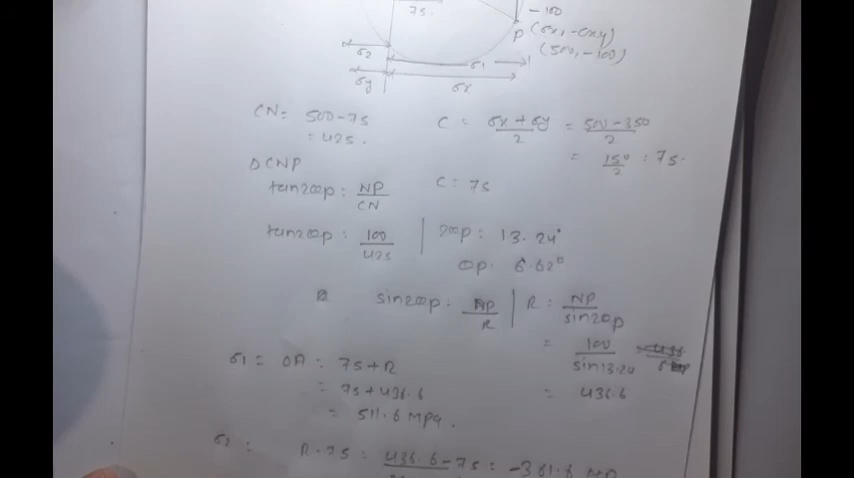 75.
-100
P (σx, -σxy)
(500, -100)
σ2
σ1
σy
σx
CN = 500-75
= 425.
C = σx + σy / 2 = 500 - 350 / 2
= 150 / 2 = 75.
Δ CNP
tan2θp = NP / CN
C = 75
tan2θp = 100 / 425
2θp = 13.24°
θp = 6.62°
sin2θp = NP / R
R = NP / sin2θp
= 100 / sin13.24
= 436.6
σ1 = OA = 75+R
= 75+436.6
= 511.6 MPa.
σ2 = R-75 = 436.6-75 = -361.6